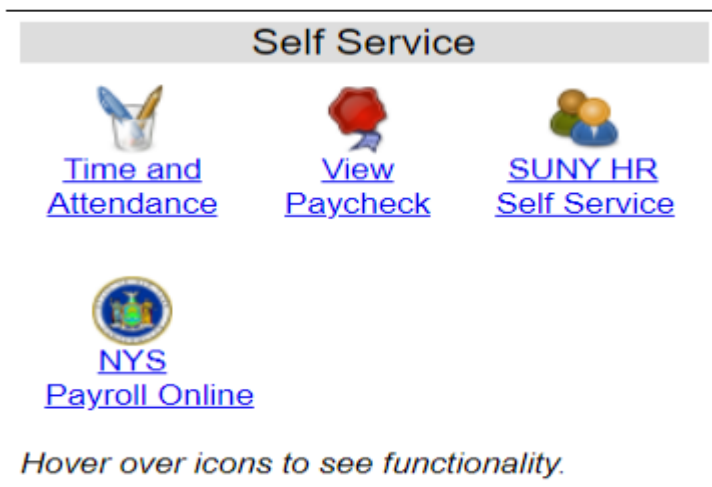 Self Service
Time and
Attendance
View
Paycheck
SUNY HR
Self Service
NYS
Payroll Online
Hover over icons to see functionality.